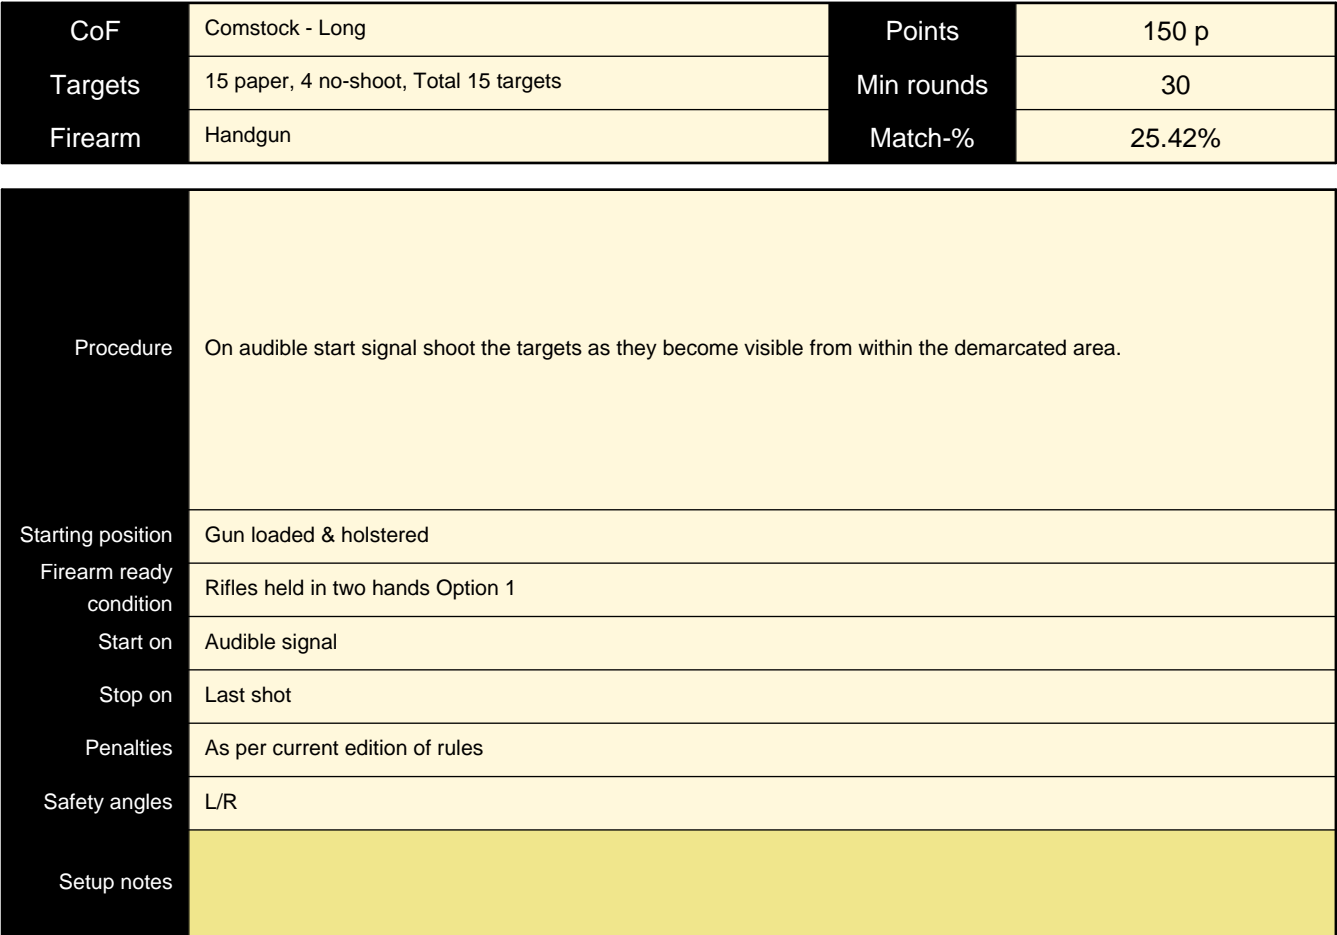 CoF Comstock - Long Points 150 p
Targets 15 paper, 4 no-shoot, Total 15 targets Min rounds 30
Firearm Handgun Match-% 25.42%
Procedure On audible start signal shoot the targets as they become visible from within the demarcated area.
Starting position Gun loaded & holstered
Firearm ready
condition Rifles held in two hands Option 1
Start on Audible signal
Stop on Last shot
Penalties As per current edition of rules
Safety angles L/R
Setup notes